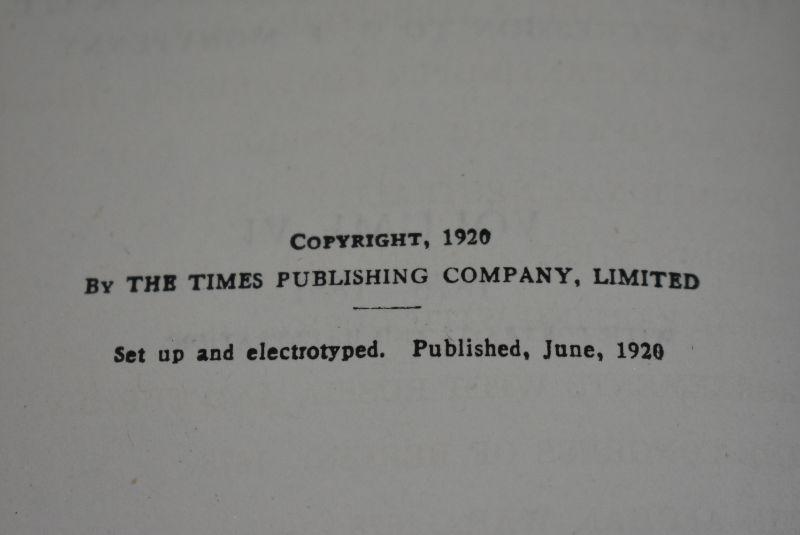 COPYRIGHT, 1920
BY THE TIMES PUBLISHING COMPANY, LIMITED
Set up and electrotyped. Published, June, 1920